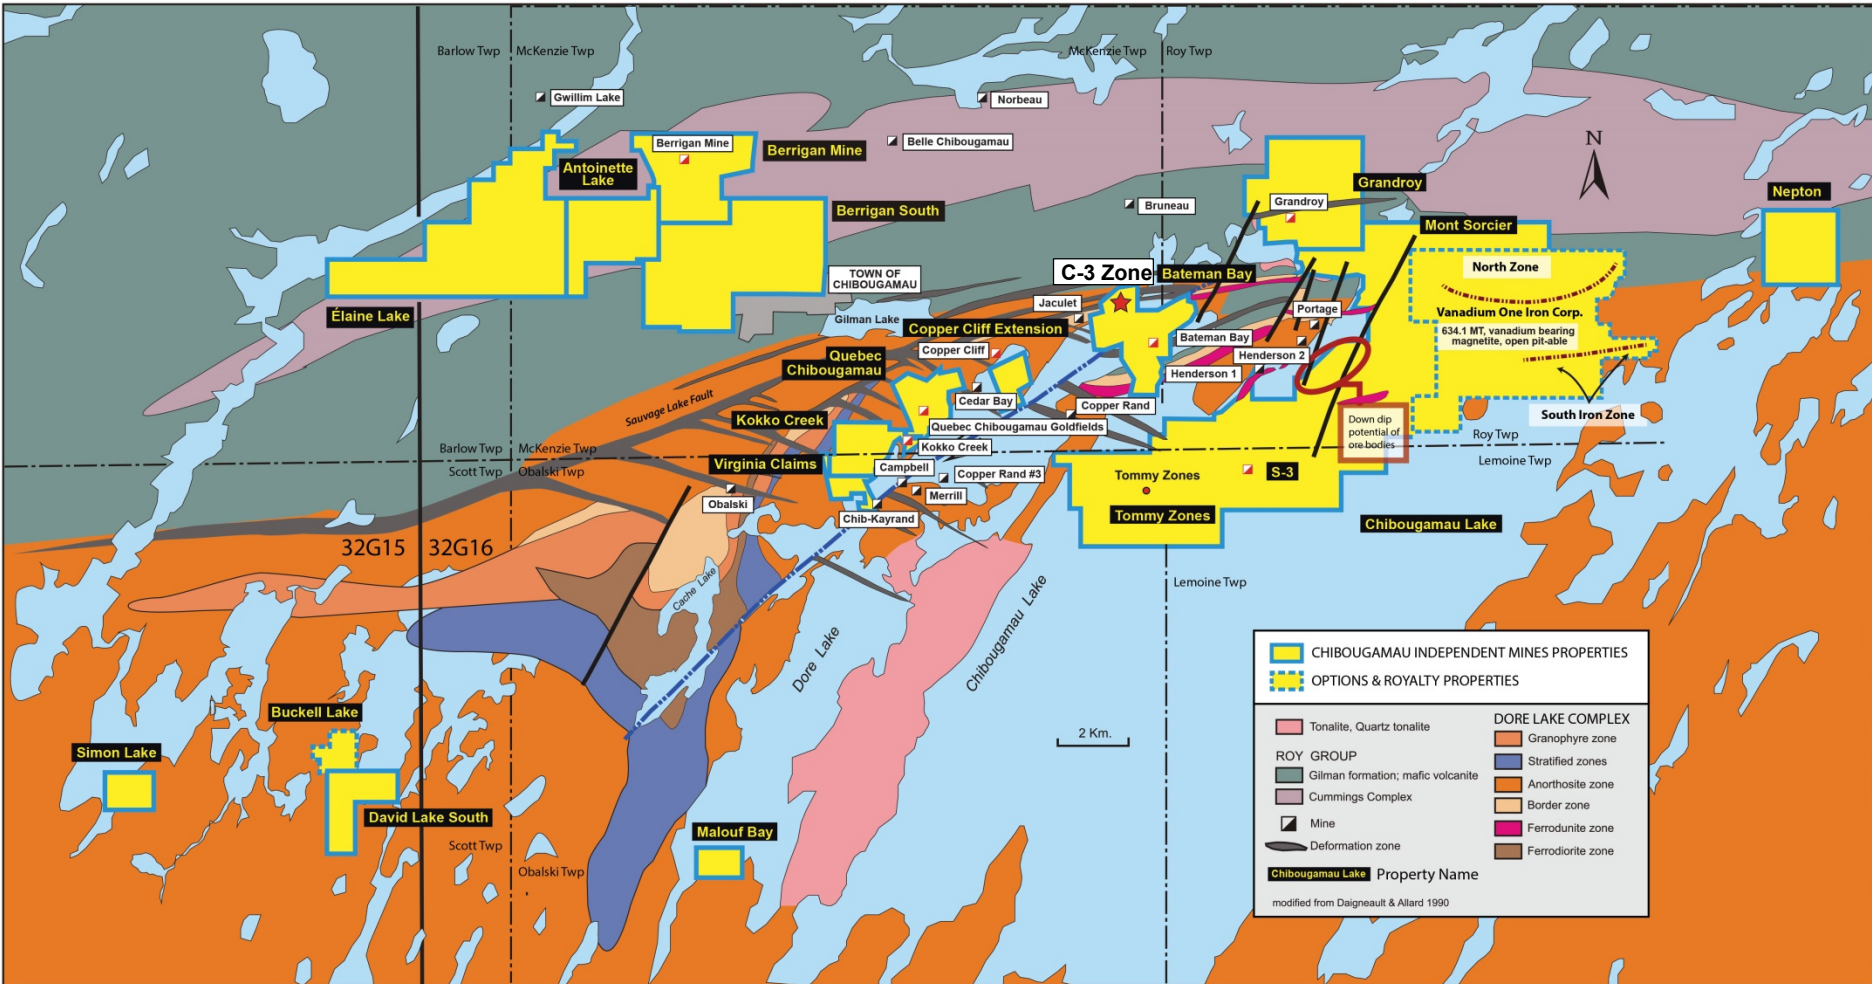 Barlow Twp
McKenzie Twp
McKenzie Twp
Roy Twp
Gwillim Lake
Norbeau
Belle Chibougamau
Berrigan Mine
Berrigan Mine
Antoinette
Lake
Berrigan South
Bruneau
Grandroy
Grandroy
N
Nepton
Mont Sorcier
North Zone
Vanadium One Iron Corp.
634.1 MT, vanadium bearing
magnetite, open pit-able
South Iron Zone
C-3 Zone
Bateman Bay
TOWN OF
CHIBOUGAMAU
Élaine Lake
Gilman Lake
Jaculet
Portage
Copper Cliff Extension
Bateman Bay
Copper Cliff
Henderson 2
Henderson 1
Quebec
Chibougamau
Cedar Bay
Copper Rand
Sauvage Lake Fault
Kokko Creek
Quebec Chibougamau Goldfields
Down dip
potential of
ore bodies
Roy Twp
Lemoine Twp
Barlow Twp
McKenzie Twp
Scott Twp
Obalski Twp
Kokko Creek
Virginia Claims
Campbell
Copper Rand #3
Merrill
Obalski
Chib-Kayrand
Tommy Zones
S-3
Tommy Zones
Chibougamau Lake
32G15
32G16
Cache Lake
Dore Lake
Chibougamau Lake
Lemoine Twp
Buckell Lake
Simon Lake
David Lake South
Malouf Bay
Scott Twp
Obalski Twp
2 Km.
CHIBOUGAMAU INDEPENDENT MINES PROPERTIES
OPTIONS & ROYALTY PROPERTIES
Tonalite, Quartz tonalite
ROY GROUP
Gilman formation; mafic volcanite
Cummings Complex
Mine
Deformation zone
Chibougamau Lake
Property Name
modified from Daigneault & Allard 1990
DORE LAKE COMPLEX
Granophyre zone
Stratified zones
Anorthosite zone
Border zone
Ferrodunite zone
Ferrodiorite zone